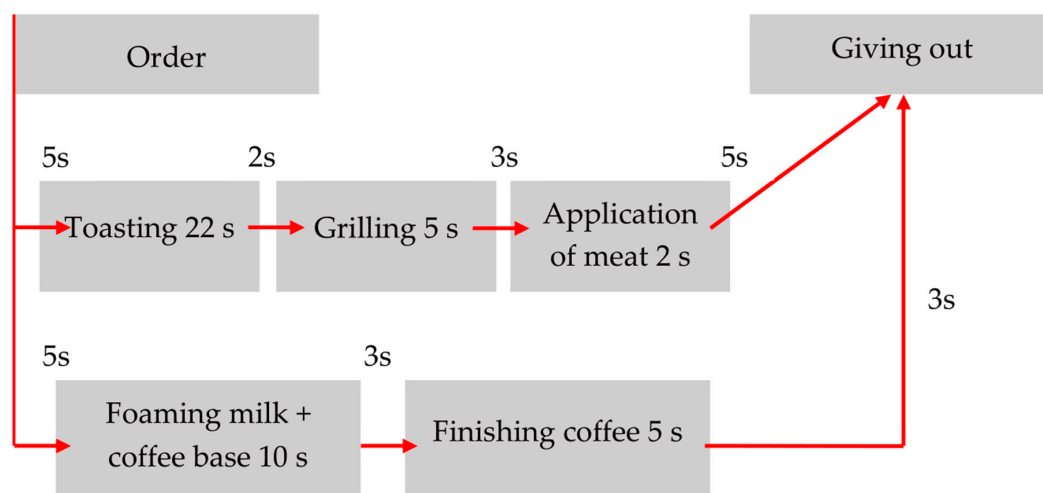 Order
Giving out
5s
2s
3s
5s
Toasting 22 s
Grilling 5 s
Application
of meat 2 s
3s
5s
3s
Foaming milk +
coffee base 10 s
Finishing coffee 5 s